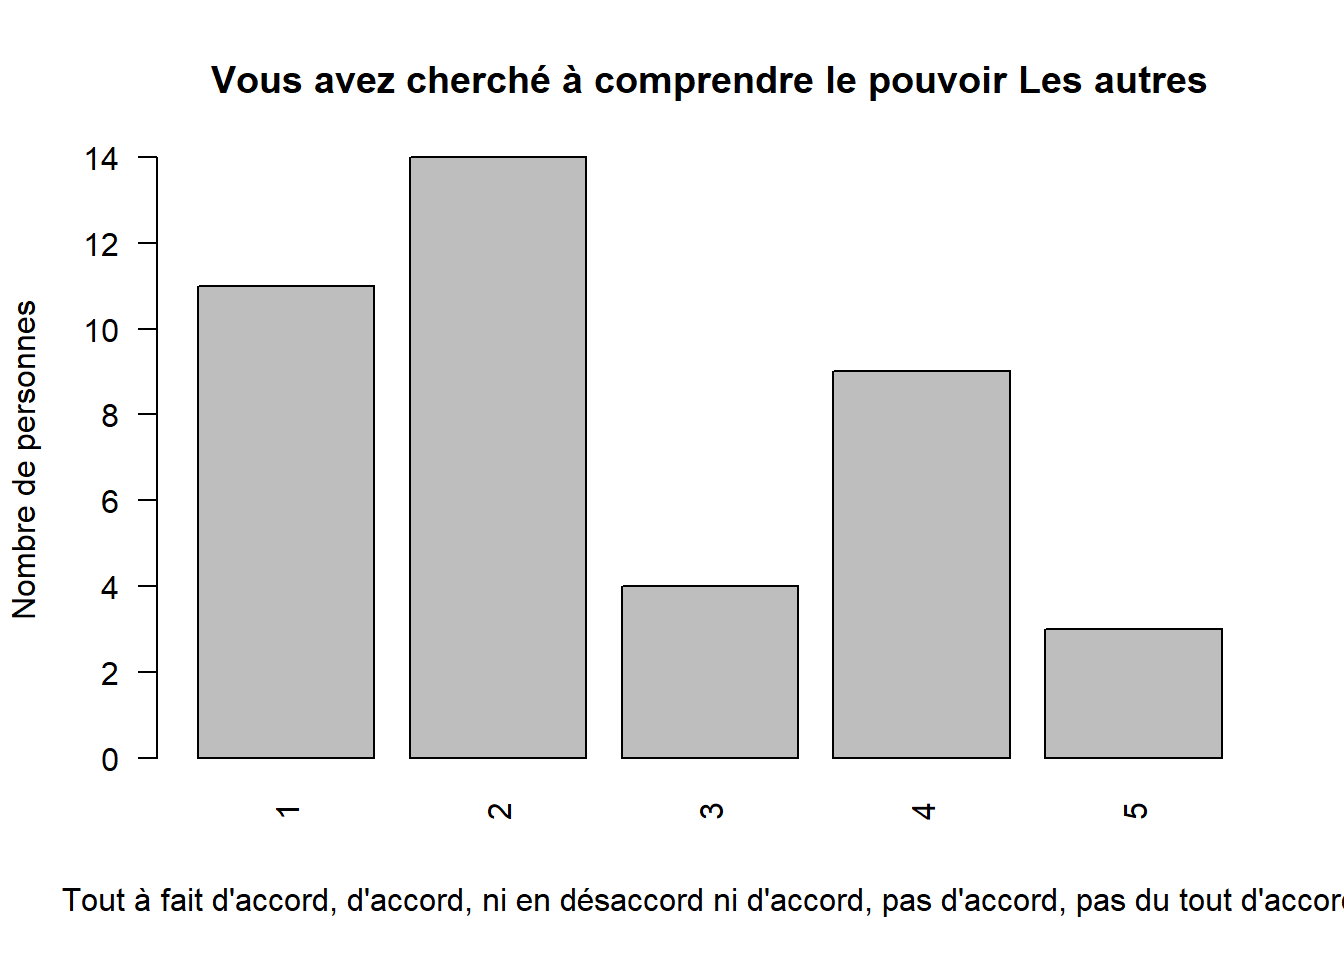 Vous avez cherché à comprendre le pouvoir Les autres
Nombre de personnes
14
12
10
8
6
4
2
0
1 2 3 4 5
Tout à fait d'accord, d'accord, ni en désaccord ni d'accord, pas d'accord, pas du tout d'accor